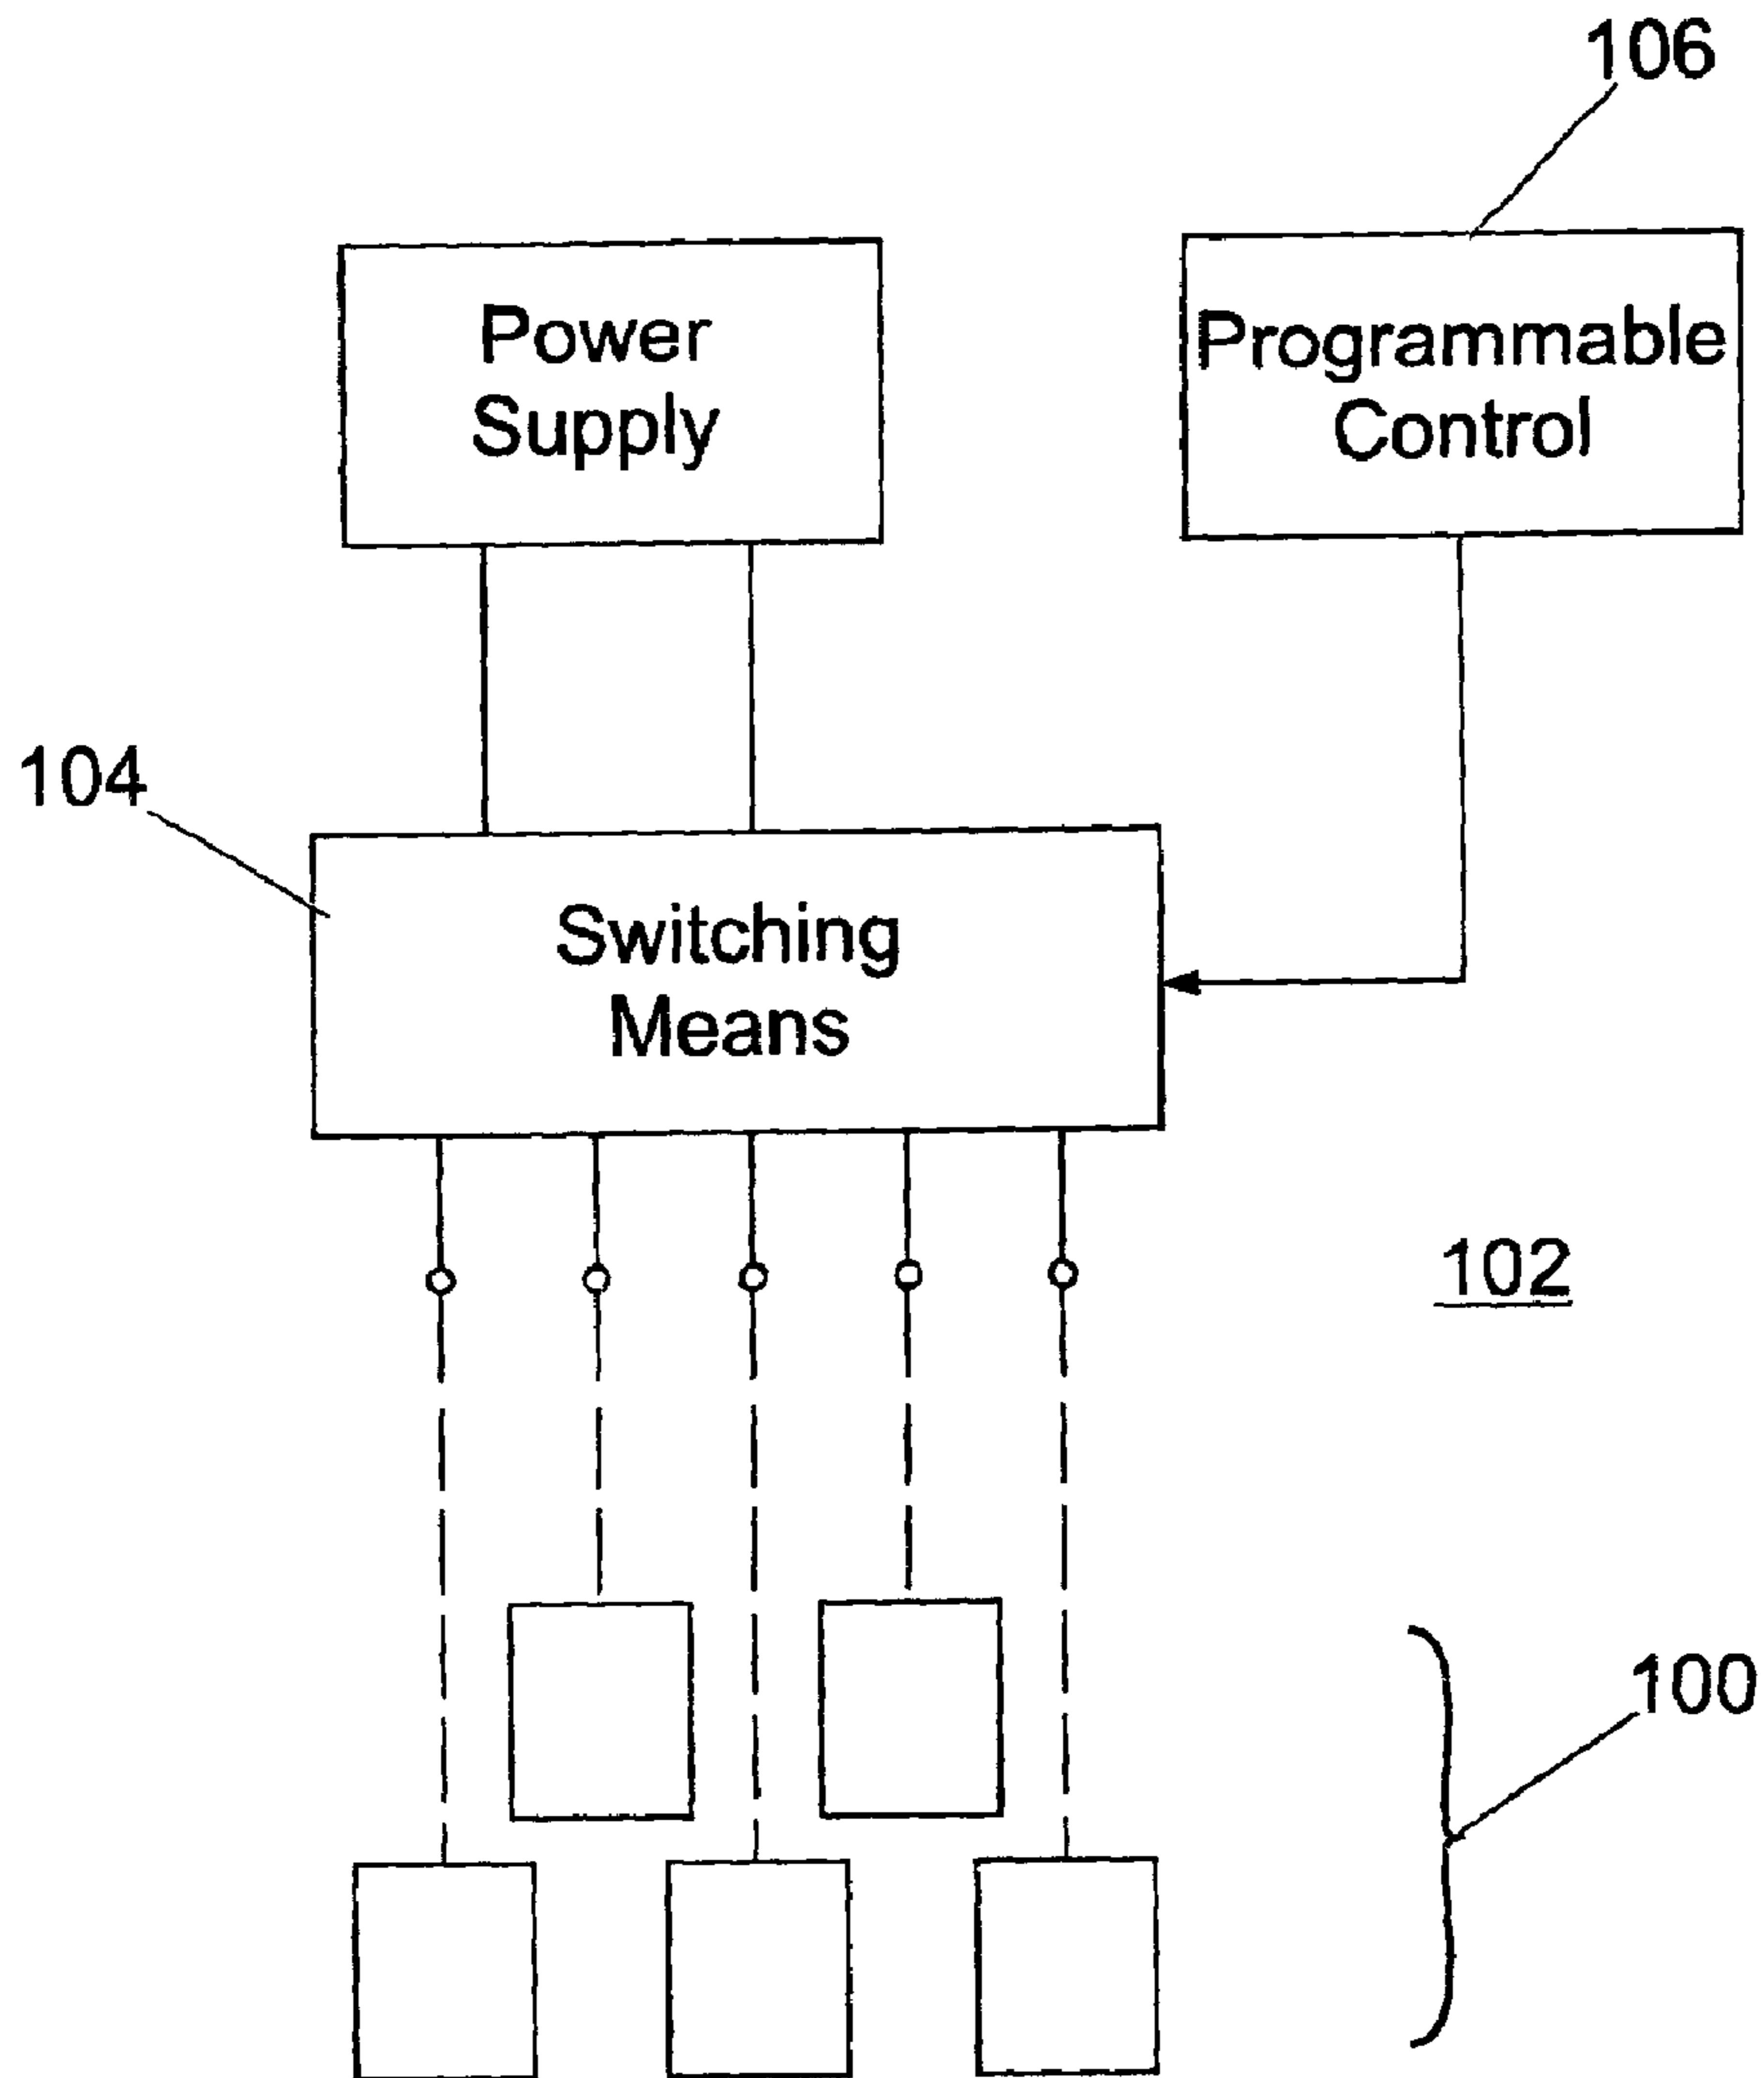 106
Power
Supply
Programmable
Control
104
Switching
Means
102
100